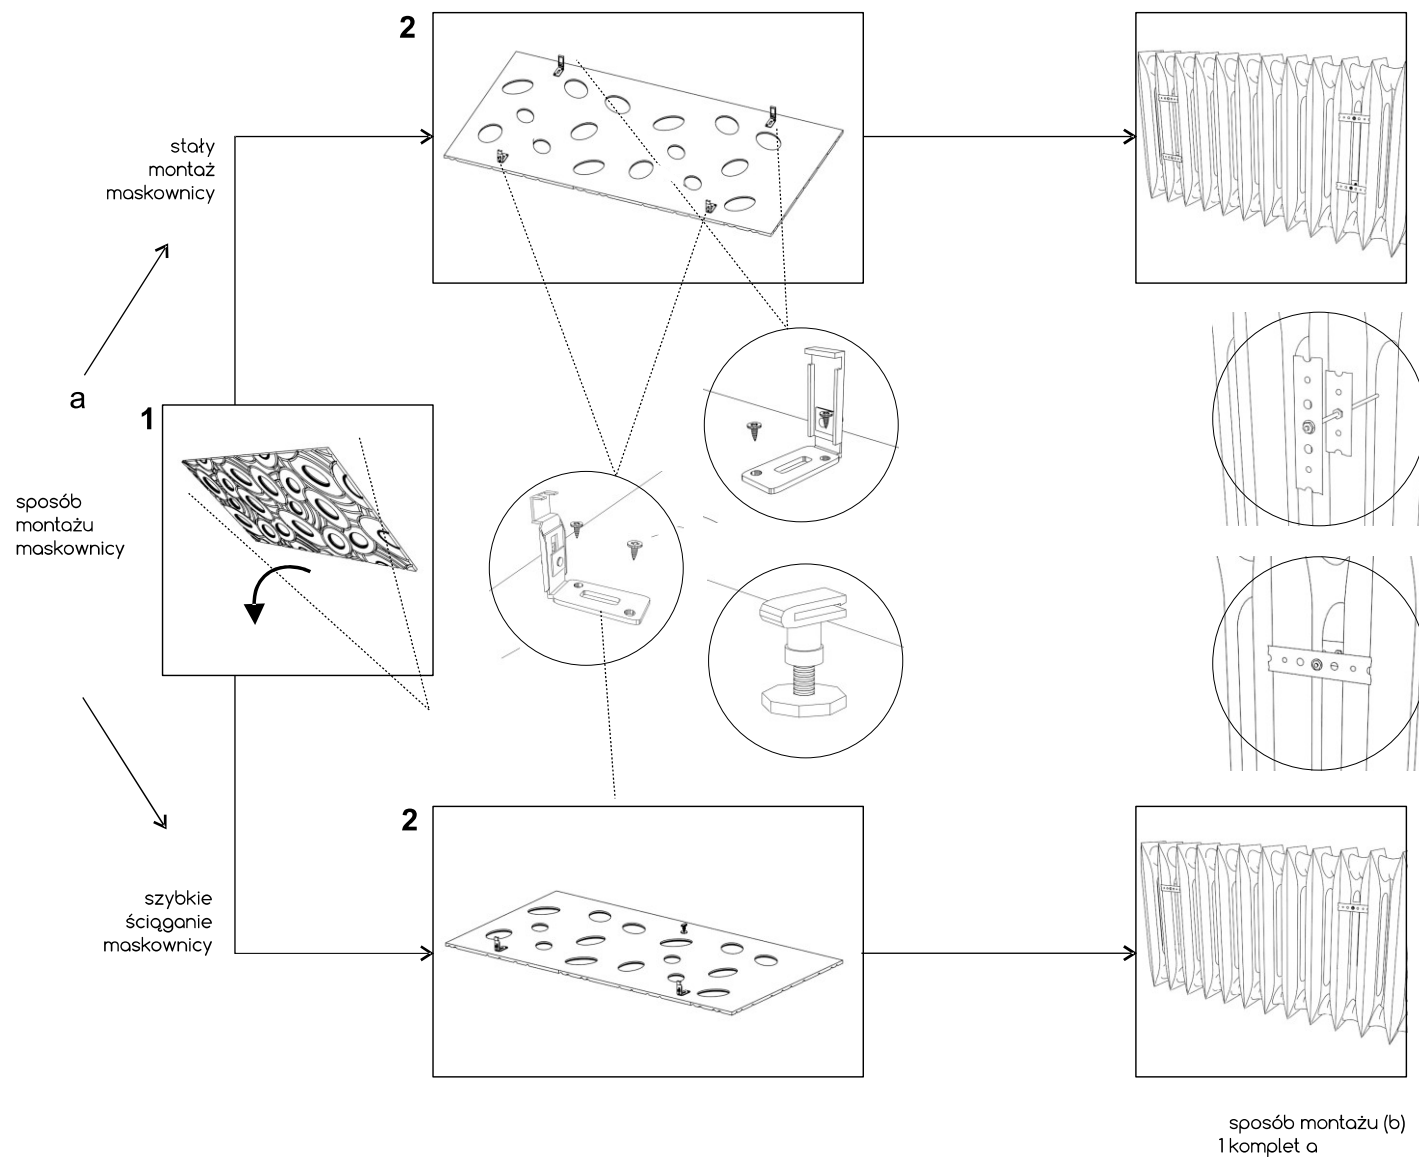 2
stały
montaż
maskownicy
a
1
sposób
montażu
maskownicy
2
szybkie
ściąganie
maskownicy
sposób montażu (b)
1 komplet a